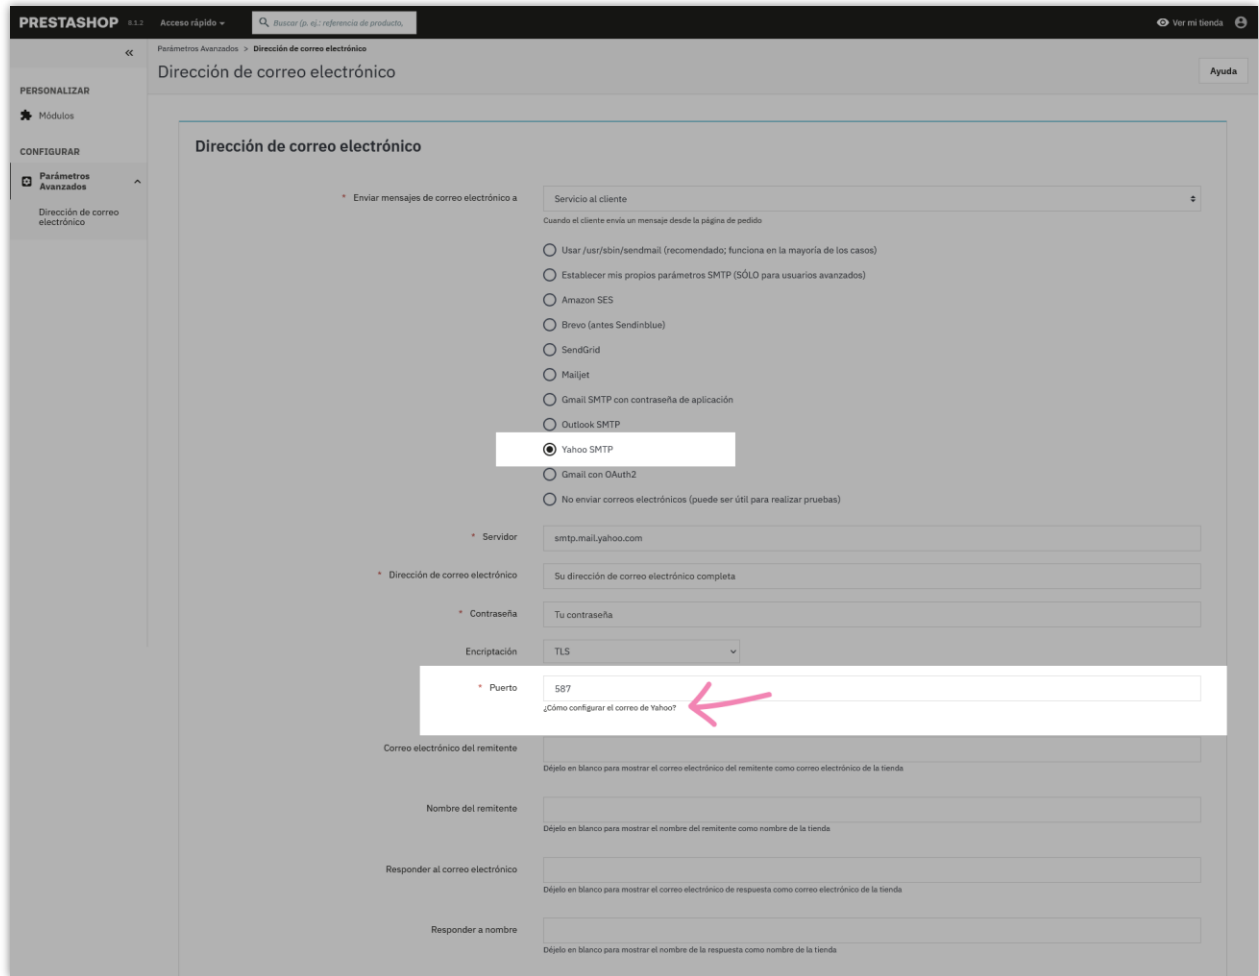 PRESTASHOP 8.1.2 Acceso rápido Buscar (p. ej.: referencia de producto, Ver mi tienda
Parámetros Avanzados > Dirección de correo electrónico
Dirección de correo electrónico
Ayuda
PERSONALIZAR
Módulos
CONFIGURAR
Parámetros
Avanzados
Dirección de correo
electrónico
Dirección de correo electrónico
* Enviar mensajes de correo electrónico a Servicio al cliente
Cuando el cliente envía un mensaje desde la página de pedido
Usar /usr/sbin/sendmail (recomendado; funciona en la mayoría de los casos)
Establecer mis propios parámetros SMTP (SÓLO para usuarios avanzados)
Amazon SES
Brevo (antes Sendinblue)
SendGrid
Mailjet
Gmail SMTP con contraseña de aplicación
Outlook SMTP
Yahoo SMTP
Gmail con OAuth2
No enviar correos electrónicos (puede ser útil para realizar pruebas)
* Servidor smtp.mail.yahoo.com
* Dirección de correo electrónico Su dirección de correo electrónico completa
* Contraseña Tu contraseña
Encriptación TLS
* Puerto 587
¿Cómo configurar el correo de Yahoo?
Correo electrónico del remitente
Déjelo en blanco para mostrar el correo electrónico del remitente como correo electrónico de la tienda
Nombre del remitente
Déjelo en blanco para mostrar el nombre del remitente como nombre de la tienda
Responder al correo electrónico
Déjelo en blanco para mostrar el correo electrónico de respuesta como correo electrónico de la tienda
Responder a nombre
Déjelo en blanco para mostrar el nombre de la respuesta como nombre de la tienda